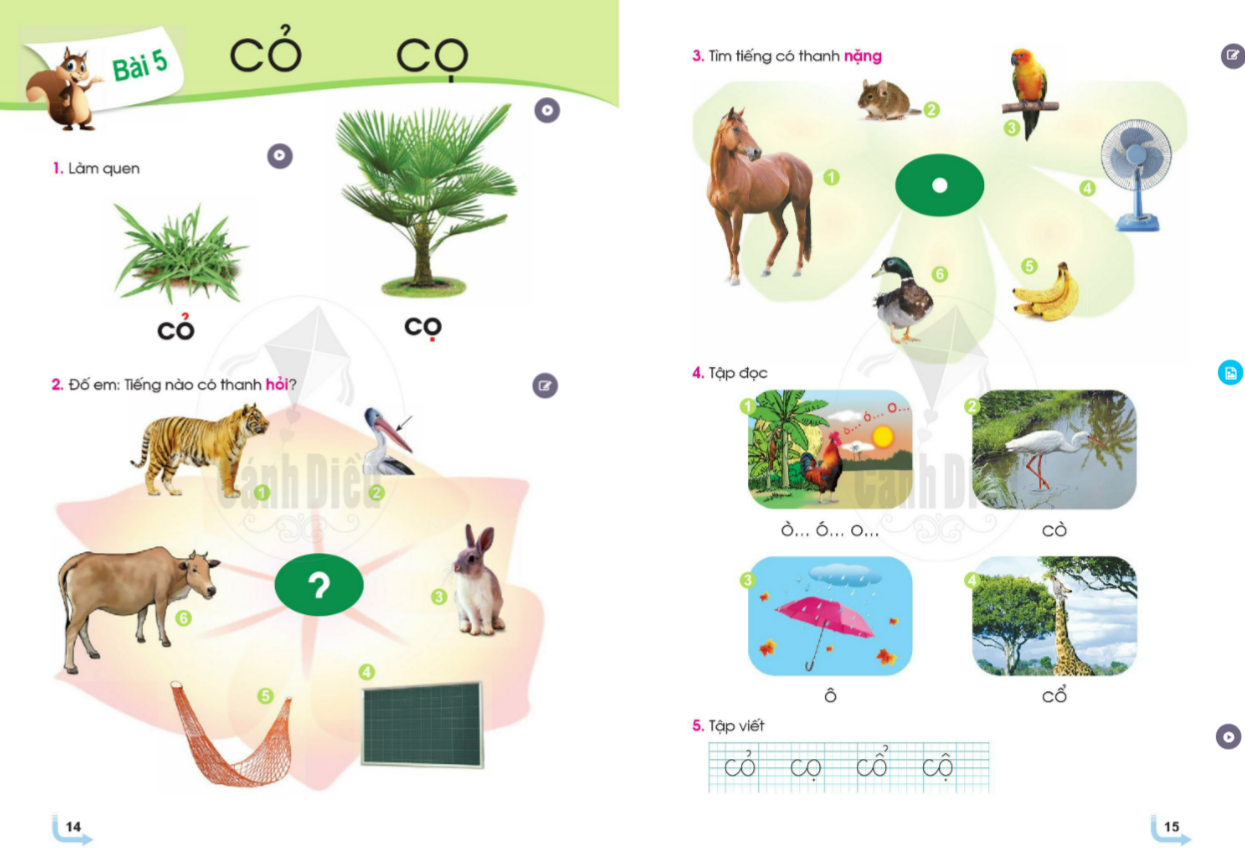 Bài 5
cỏ cọ
1. Làm quen
cỏ
cọ
2. Đố em: Tiếng nào có thanh hỏi?
1
2
3
4
5
6
?
Cánh Diều
14
3. Tìm tiếng có thanh nặng
1
2
3
4
5
6
4. Tập đọc
1
ò... ó... o...
ò... ó... o...
2
cò
3
ô
4
cổ
Cánh Diều
5. Tập viết
cỏ cọ cổ cộ
15